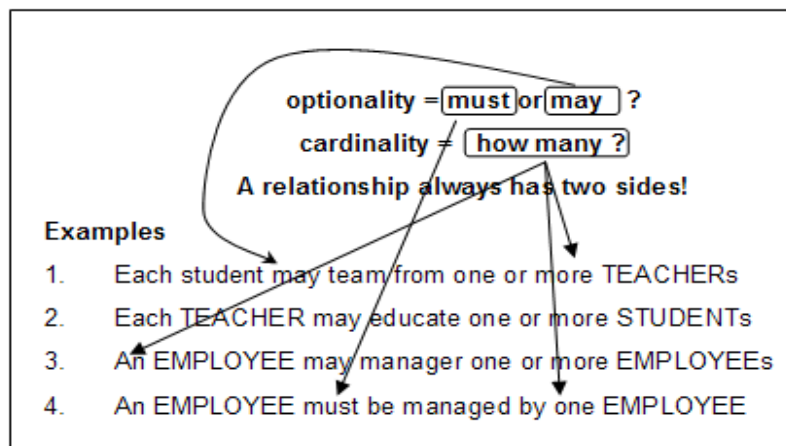 optionality = must or may ?
cardinality = how many ?
A relationship always has two sides!
Examples
1. Each student may team from one or more TEACHERs
2. Each TEACHER may educate one or more STUDENTs
3. An EMPLOYEE may manager one or more EMPLOYEEs
4. An EMPLOYEE must be managed by one EMPLOYEE